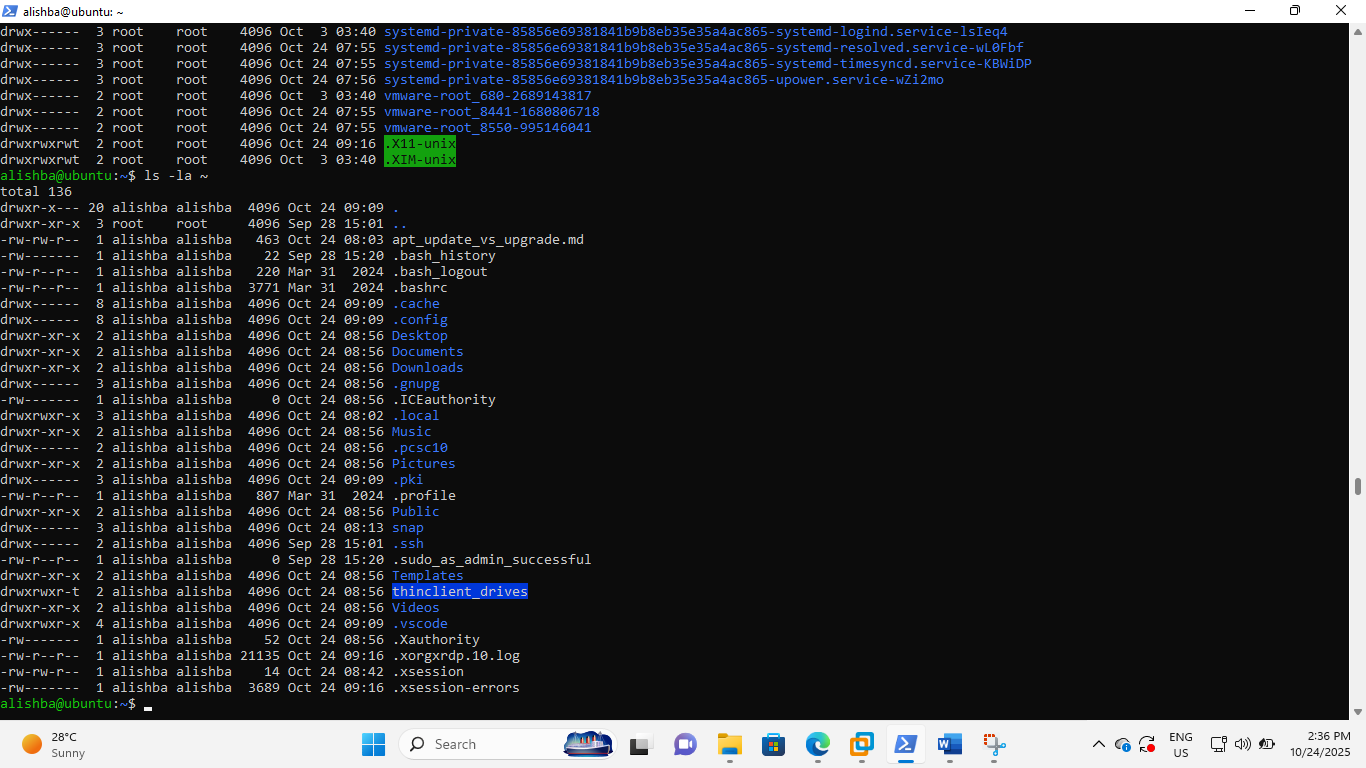 alishba@ubuntu: ~
drwx------  3 root    root    4096 Oct  3 03:40 systemd-private-85856e69381841b9b8eb35e35a4ac865-systemd-logind.service-lsIeq4
drwx------  3 root    root    4096 Oct 24 07:55 systemd-private-85856e69381841b9b8eb35e35a4ac865-systemd-resolved.service-wL0Fbf
drwx------  3 root    root    4096 Oct 24 07:55 systemd-private-85856e69381841b9b8eb35e35a4ac865-systemd-timesyncd.service-KBWiDP
drwx------  3 root    root    4096 Oct 24 07:56 systemd-private-85856e69381841b9b8eb35e35a4ac865-upower.service-wZi2mo
drwx------  2 root    root    4096 Oct  3 03:40 vmware-root_680-2689143817
drwx------  2 root    root    4096 Oct 24 07:55 vmware-root_8441-1680806718
drwx------  2 root    root    4096 Oct 24 07:55 vmware-root_8550-995146041
drwxrwxrwt  2 root    root    4096 Oct 24 09:16 .X11-unix
drwxrwxrwt  2 root    root    4096 Oct  3 03:40 .XIM-unix
alishba@ubuntu:~$ ls -la ~
total 136
drwxr-x--- 20 alishba alishba  4096 Oct 24 09:09 .
drwxr-xr-x  3 root    root     4096 Sep 28 15:01 ..
-rw-rw-r--  1 alishba alishba   463 Oct 24 08:03 apt_update_vs_upgrade.md
-rw-------  1 alishba alishba    22 Sep 28 15:20 .bash_history
-rw-r--r--  1 alishba alishba   220 Mar 31  2024 .bash_logout
-rw-r--r--  1 alishba alishba  3771 Mar 31  2024 .bashrc
drwx------  8 alishba alishba  4096 Oct 24 09:09 .cache
drwx------  8 alishba alishba  4096 Oct 24 09:09 .config
drwxr-xr-x  2 alishba alishba  4096 Oct 24 08:56 Desktop
drwxr-xr-x  2 alishba alishba  4096 Oct 24 08:56 Documents
drwxr-xr-x  2 alishba alishba  4096 Oct 24 08:56 Downloads
drwx------  3 alishba alishba  4096 Oct 24 08:56 .gnupg
-rw-------  1 alishba alishba     0 Oct 24 08:56 .ICEauthority
drwxrwxr-x  3 alishba alishba  4096 Oct 24 08:02 .local
drwxr-xr-x  2 alishba alishba  4096 Oct 24 08:56 Music
drwx------  2 alishba alishba  4096 Oct 24 08:56 .pcsc10
drwxr-xr-x  2 alishba alishba  4096 Oct 24 08:56 Pictures
drwx------  3 alishba alishba  4096 Oct 24 09:09 .pki
-rw-r--r--  1 alishba alishba   807 Mar 31  2024 .profile
drwxr-xr-x  2 alishba alishba  4096 Oct 24 08:56 Public
drwx------  3 alishba alishba  4096 Oct 24 08:13 snap
drwx------  2 alishba alishba  4096 Sep 28 15:01 .ssh
-rw-r--r--  1 alishba alishba     0 Sep 28 15:20 .sudo_as_admin_successful
drwxr-xr-x  2 alishba alishba  4096 Oct 24 08:56 Templates
drwxrwxr-t  2 alishba alishba  4096 Oct 24 08:56 thinclient_drives
drwxr-xr-x  2 alishba alishba  4096 Oct 24 08:56 Videos
drwxrwxr-x  4 alishba alishba  4096 Oct 24 09:09 .vscode
-rw-------  1 alishba alishba    52 Oct 24 08:56 .Xauthority
-rw-r--r--  1 alishba alishba 21135 Oct 24 09:16 .xorgxrdp.10.log
-rw-rw-r--  1 alishba alishba    14 Oct 24 08:42 .xsession
-rw-------  1 alishba alishba  3689 Oct 24 09:16 .xsession-errors
alishba@ubuntu:~$
28°C
Sunny
Search
ENG
US
2:36 PM
10/24/2025